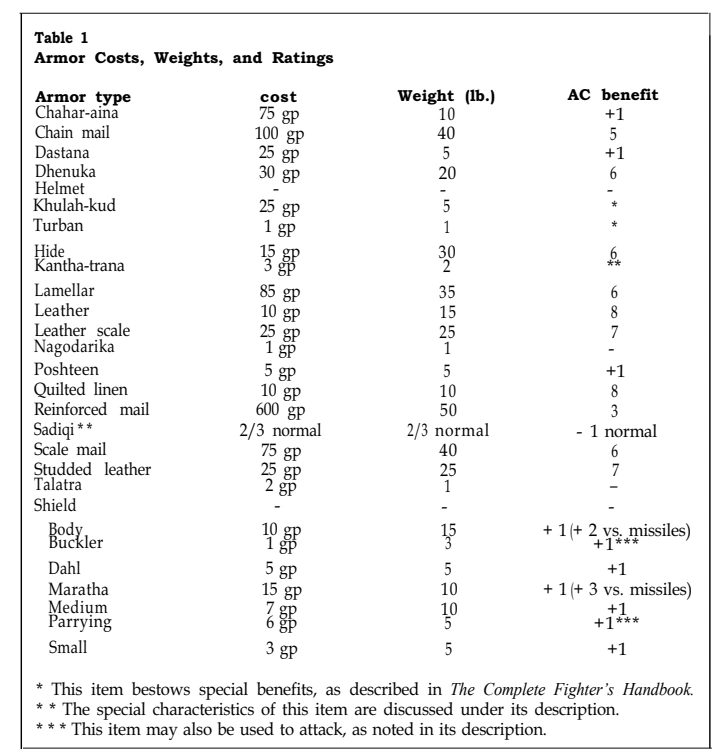 Table 1
Armor Costs, Weights, and Ratings
Armor type cost Weight (lb.) AC benefit
Chahar-aina 75 gp 10 +1
Chain mail 100 gp 40 5
Dastana 25 gp 5 +1
Dhenuka 30 gp 20 6
Helmet - - -
Khulah-kud 25 gp 5 *
Turban 1 gp 1 *
Hide 15 gp 30 6
Kantha-trana 3 gp 2 **
Lamellar 85 gp 35 6
Leather 10 gp 15 8
Leather scale 25 gp 25 7
Nagodarika 1 gp 1 -
Poshteen 5 gp 5 +1
Quilted linen 10 gp 10 8
Reinforced mail 600 gp 50 3
Sadiqi** 2/3 normal 2/3 normal - 1 normal
Scale mail 75 gp 40 6
Studded leather 25 gp 25 7
Talatra 2 gp 1 –
Shield - - -
Body 10 gp 15 + 1 (+ 2 vs. missiles)
Buckler 1 gp 3 +1***
Dahl 5 gp 5 +1
Maratha 15 gp 10 + 1 (+ 3 vs. missiles)
Medium 7 gp 10 +1
Parrying 6 gp 5 +1***
Small 3 gp 5 +1
* This item bestows special benefits, as described in The Complete Fighter's Handbook.
* * The special characteristics of this item are discussed under its description.
* * * This item may also be used to attack, as noted in its description.